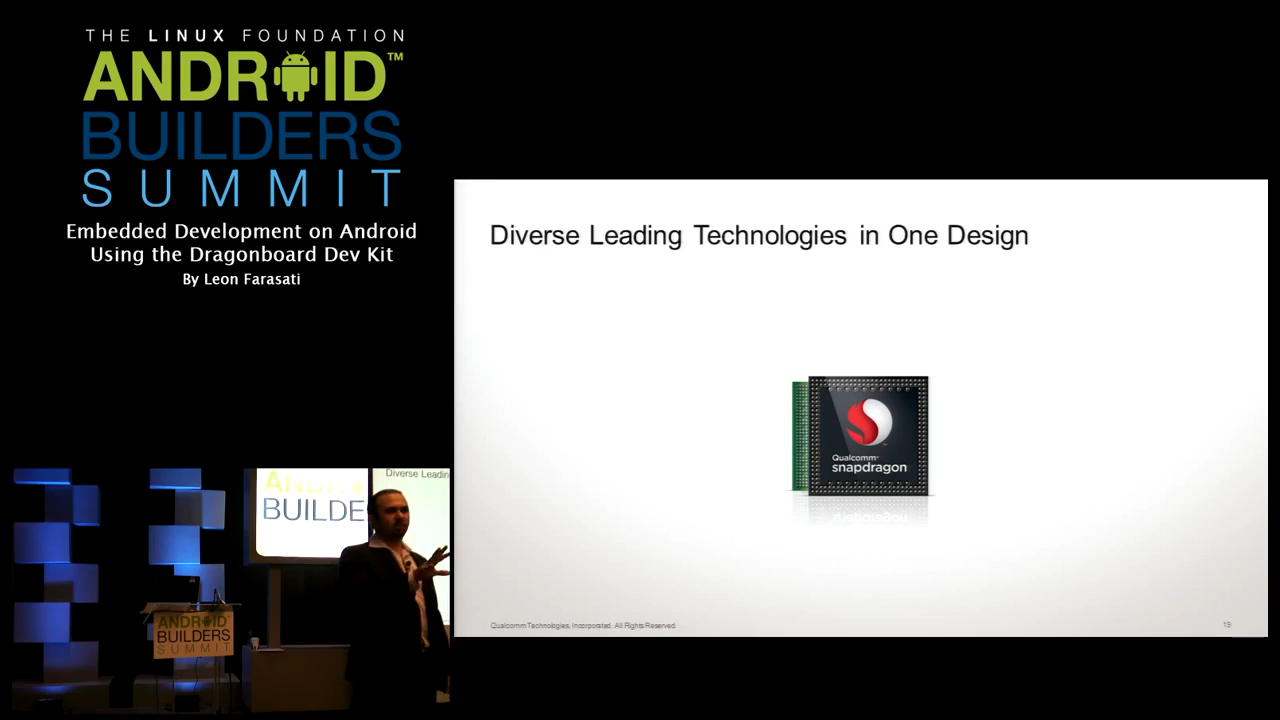 THE LINUX FOUNDATION
ANDROID™
BUILDERS
SUMMIT
Embedded Development on Android
Using the Dragonboard Dev Kit
By Leon Farasati
Diverse Leading Technologies in One Design
Qualcomm
snapdragon
Qualcomm Technologies, Incorporated. All Rights Reserved.
19
Diverse Leadin
BUILDE
ANDROID
BUILDERS
SUMMIT